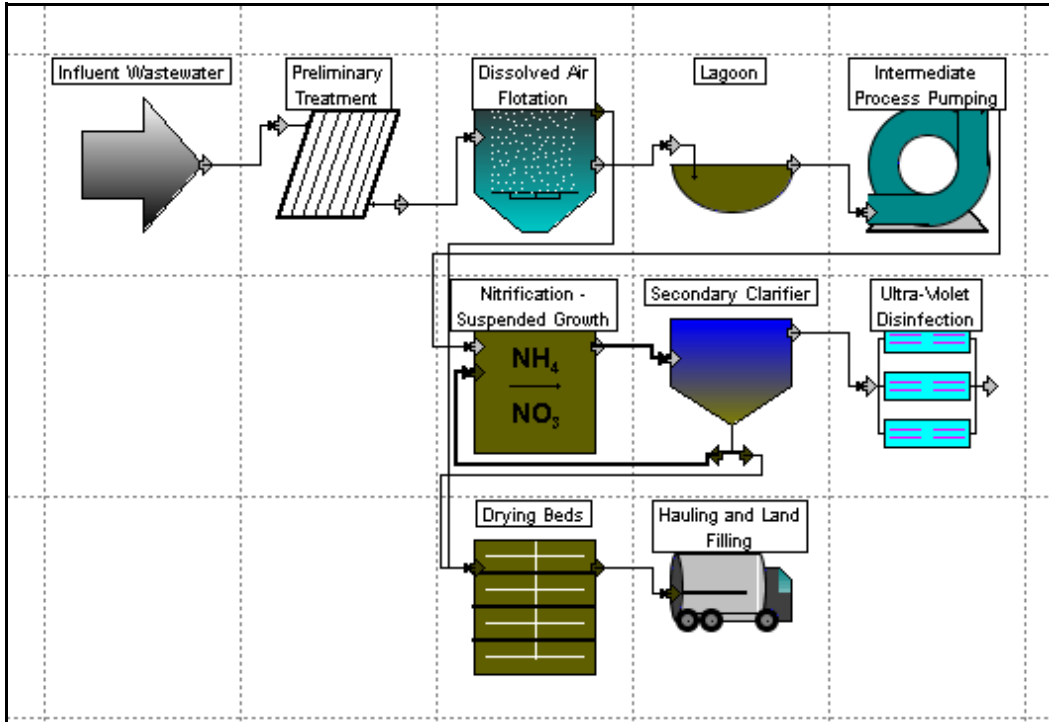 Influent Wastewater
Preliminary
Treatment
Dissolved Air
Flotation
Lagoon
Intermediate
Process Pumping
Nitrification -
Suspended Growth
NH₄
NO₃
Secondary Clarifier
Ultra-Violet
Disinfection
Drying Beds
Hauling and Land
Filling